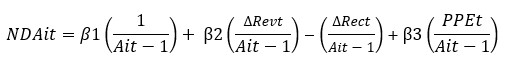 NDAit = β1 (1 / Ait − 1) + β2 (ΔRevt / Ait − 1) − (ΔRect / Ait − 1) + β3 (PPEt / Ait − 1)